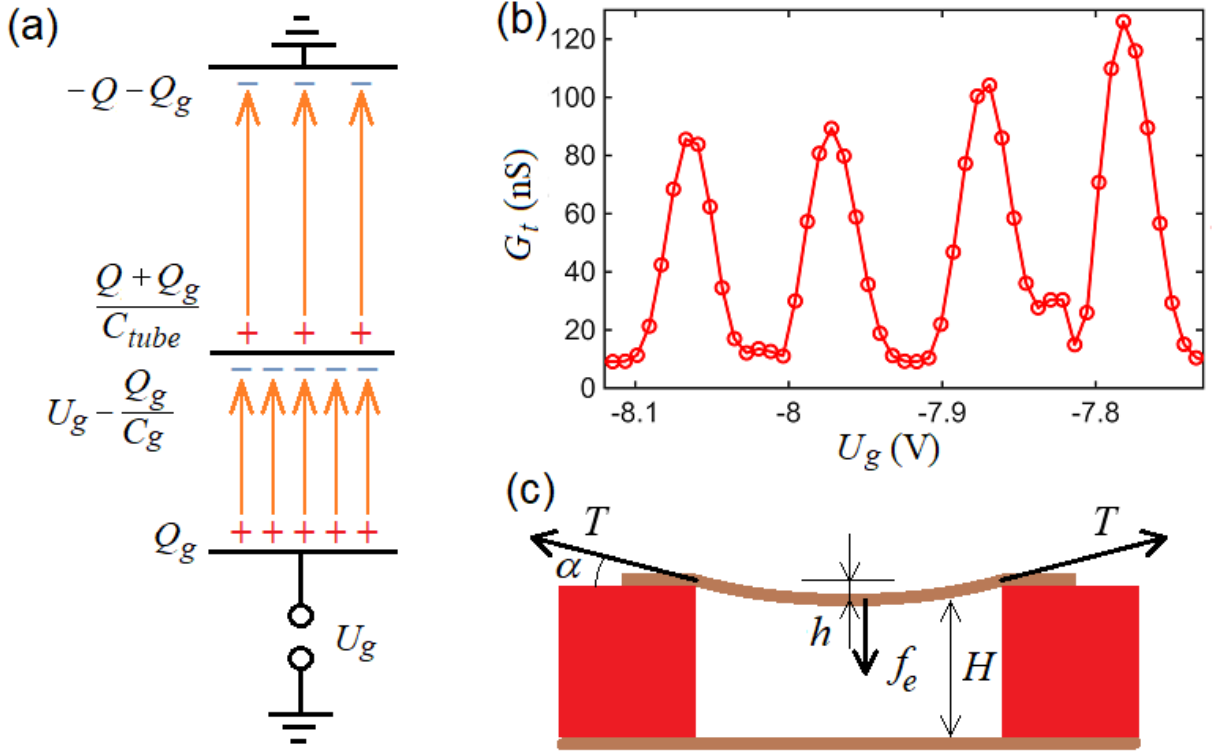 (a)
−Q−Q_g
Q+Q_g
C_tube
U_g − Q_g
C_g
Q_g
U_g
(b)
G_t (nS)
120
100
80
60
40
20
0
-8.1
-8
-7.9
-7.8
U_g (V)
(c)
T
T
α
h
f_e
H